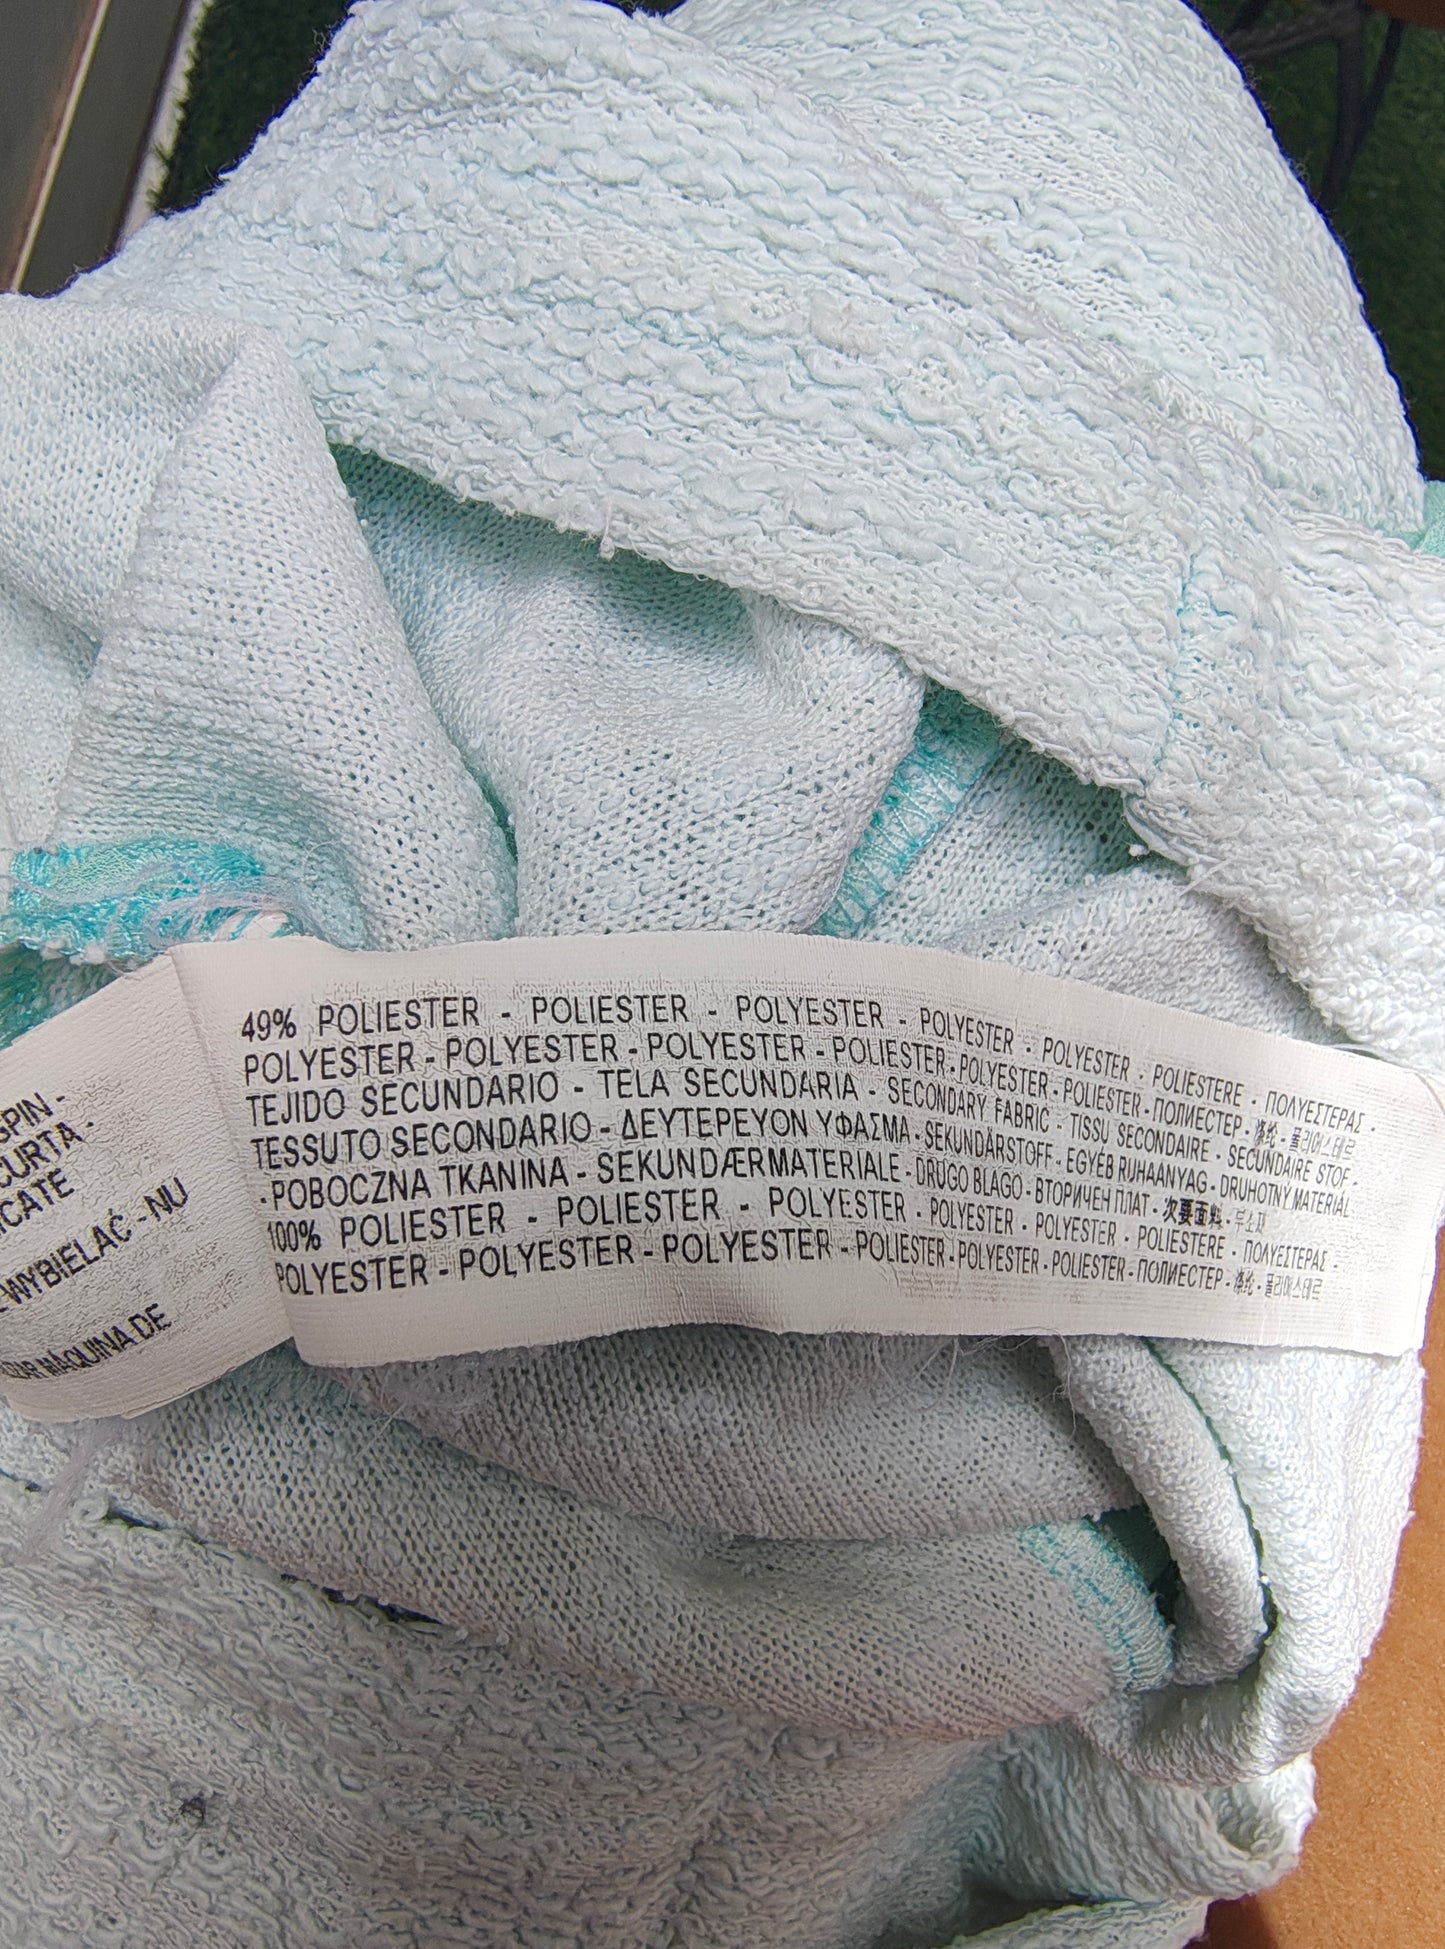 SPIN -
CURTA -
ICATE
WYBIELAĆ - NU
MÁQUINA DE
49% POLIESTER - POLIESTER - POLYESTER - POLYESTER - POLYESTER - POLIESTERE - ΠΟΛΥΕΣΤΕΡΑΣ -
POLYESTER - POLYESTER - POLYESTER - POLIESTER - POLYESTER - POLIESTER - ПОЛИЕСТЕР - 涤纶 - 폴리에스테르
TEJIDO SECUNDARIO - TELA SECUNDARIA - SECONDARY FABRIC - TISSU SECONDAIRE - SECUNDAIRE STOF -
TESSUTO SECONDARIO - ΔΕΥΤΕΡΕΥΟΝ ΥΦΑΣΜΑ - SEKUNDÄRSTOFF - EGYÉB RUHAANYAG - DRUHOTNÝ MATERIÁL
- POBOCZNA TKANINA - SEKUNDÆRMATERIALE - DRUGO BLAGO - ВТОРИЧЕН ПЛАТ - 次要面料 - 부소재
100% POLIESTER - POLIESTER - POLYESTER - POLYESTER - POLYESTER - POLIESTERE - ΠΟΛΥΕΣΤΕΡΑΣ -
POLYESTER - POLYESTER - POLYESTER - POLIESTER - POLYESTER - POLIESTER - ПОЛИЕСТЕР - 涤纶 - 폴리에스테르